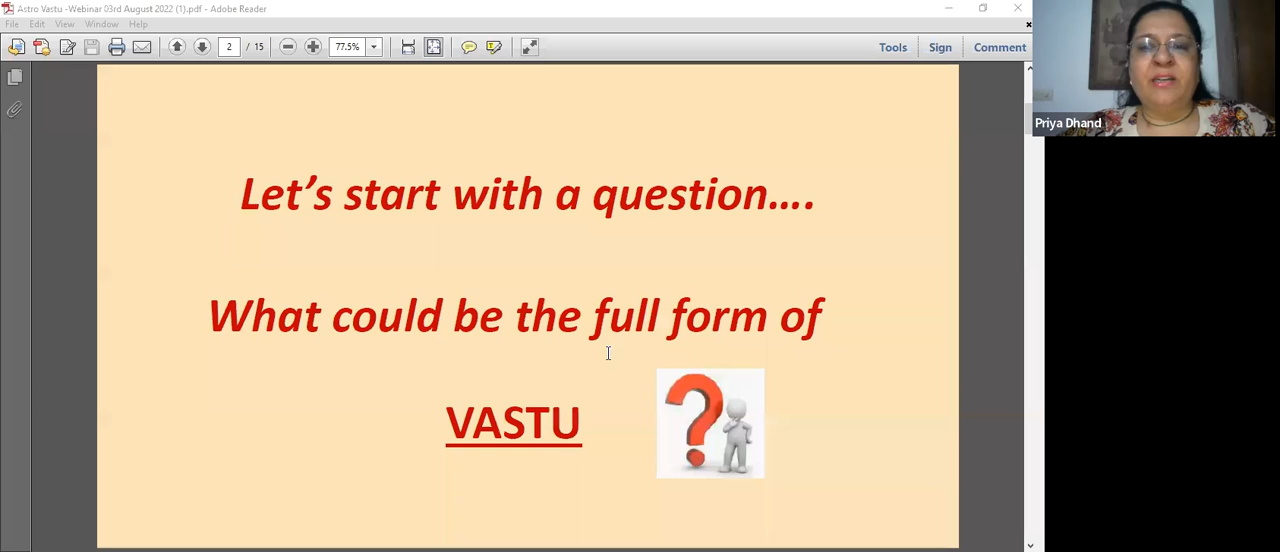 Astro Vastu -Webinar 03rd August 2022 (1).pdf - Adobe Reader
File Edit View Window Help
2 / 15 77.5% Tools Sign Comment
Priya Dhand
Let's start with a question....
What could be the full form of
VASTU